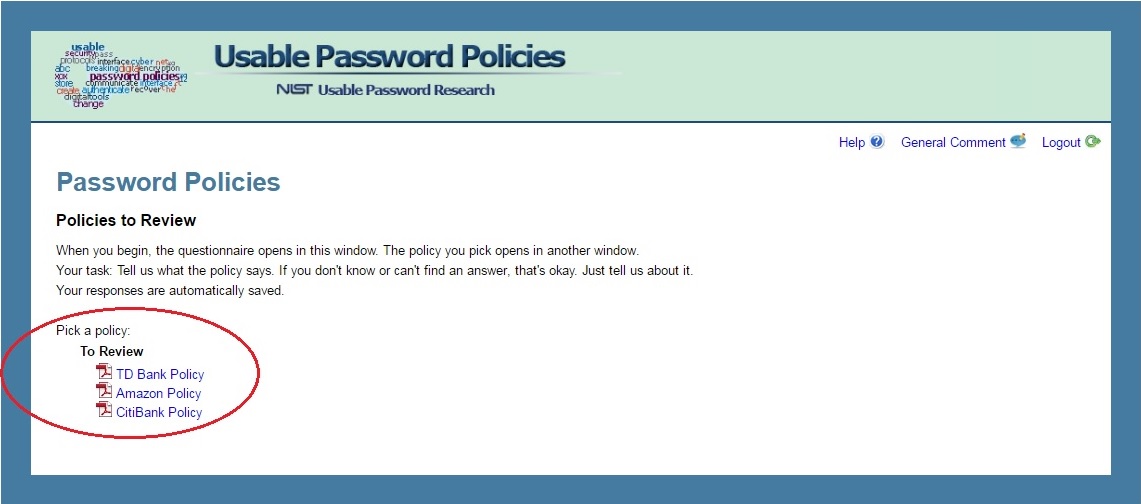 usable
security pass
protocols interface cyber
abc breaking digital encryption
xox password policies
store communicate interface
create authenticate recover
digital tools
change
Usable Password Policies
NIST Usable Password Research
Help ? General Comment Logout
Password Policies
Policies to Review
When you begin, the questionnaire opens in this window. The policy you pick opens in another window.
Your task: Tell us what the policy says. If you don't know or can't find an answer, that's okay. Just tell us about it.
Your responses are automatically saved.
Pick a policy:
To Review
TD Bank Policy
Amazon Policy
CitiBank Policy